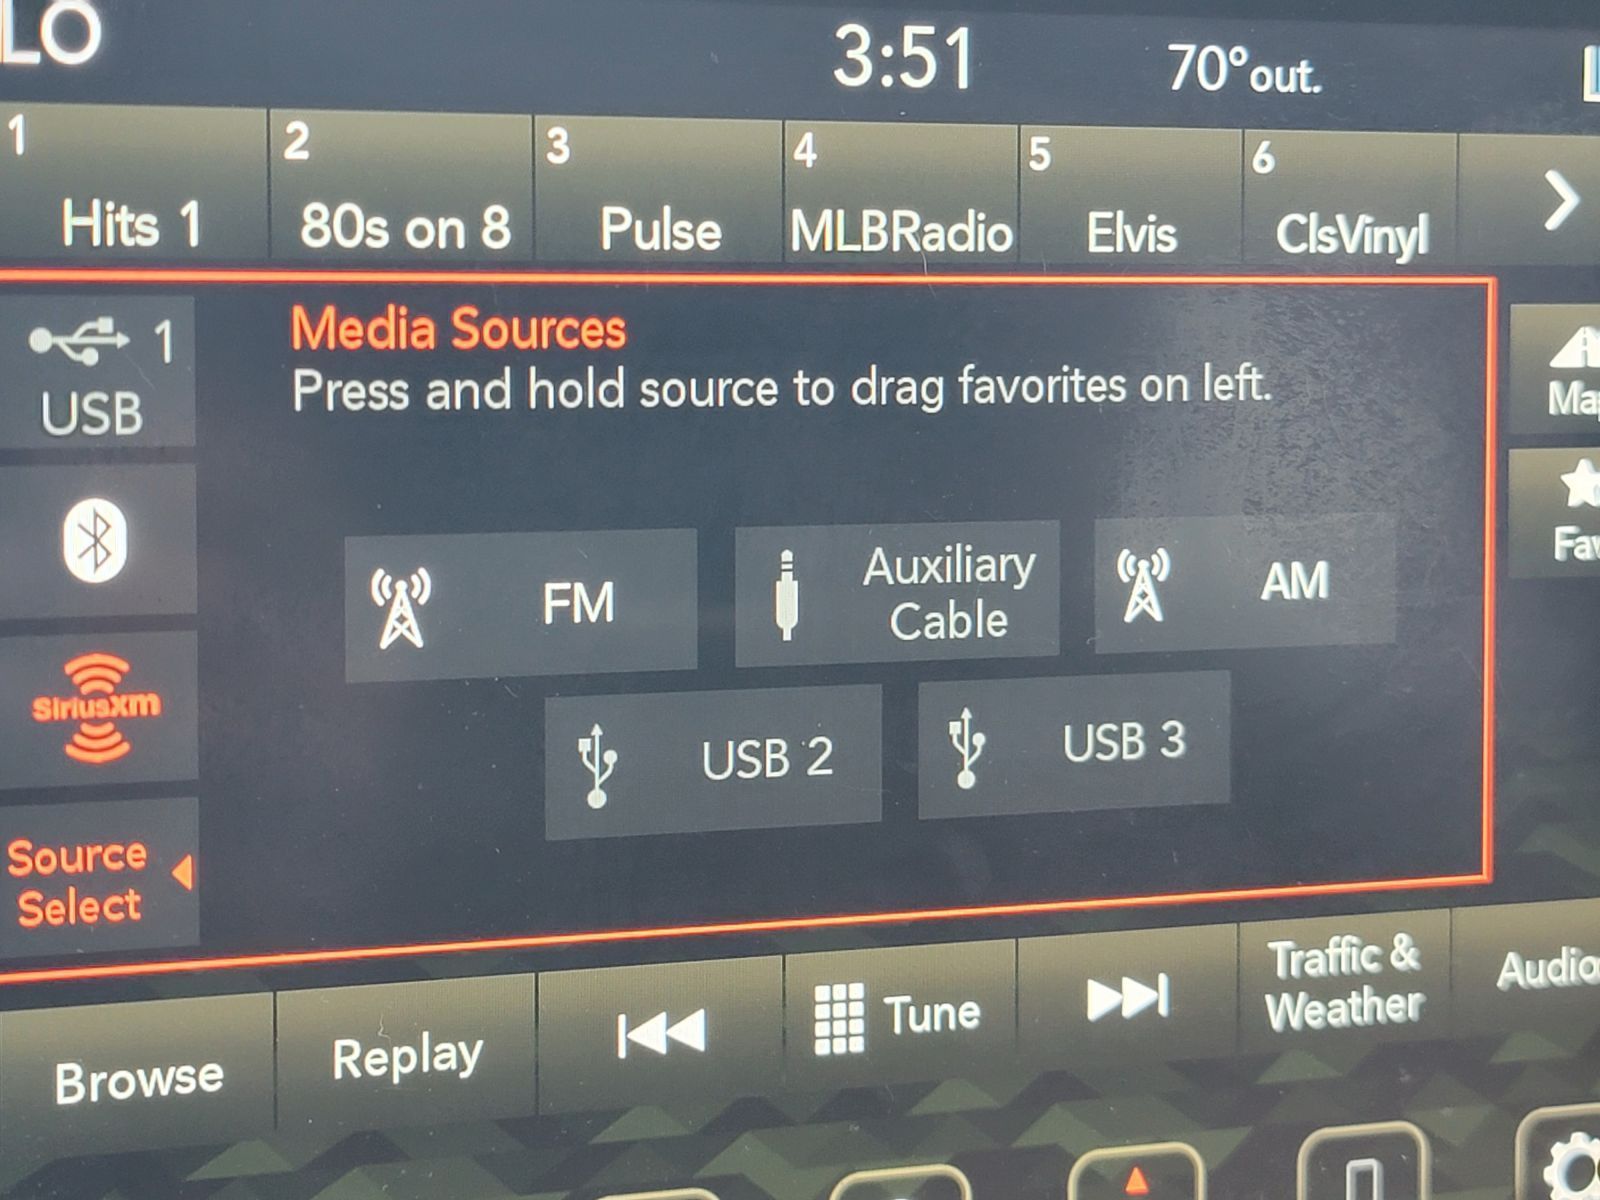 LO
3:51
70°out.
1
2
3
4
5
6
Hits 1
80s on 8
Pulse
MLBRadio
Elvis
ClsVinyl
1
USB
Media Sources
Press and hold source to drag favorites on left.
FM
Auxiliary
Cable
AM
siriusxm
USB 2
USB 3
Source
Select
Browse
Replay
Tune
Traffic &
Weather
Audio